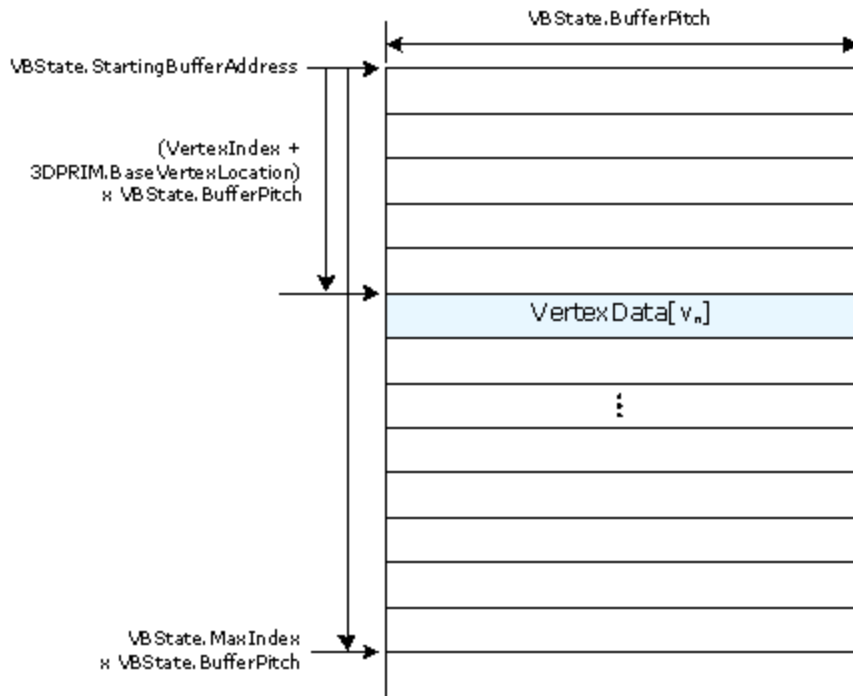 VBState.BufferPitch
VBState.StartingBufferAddress
(VertexIndex +
3DPRIM.BaseVertexLocation)
x VBState.BufferPitch
VertexData[vₙ]
VBState.MaxIndex
x VBState.BufferPitch